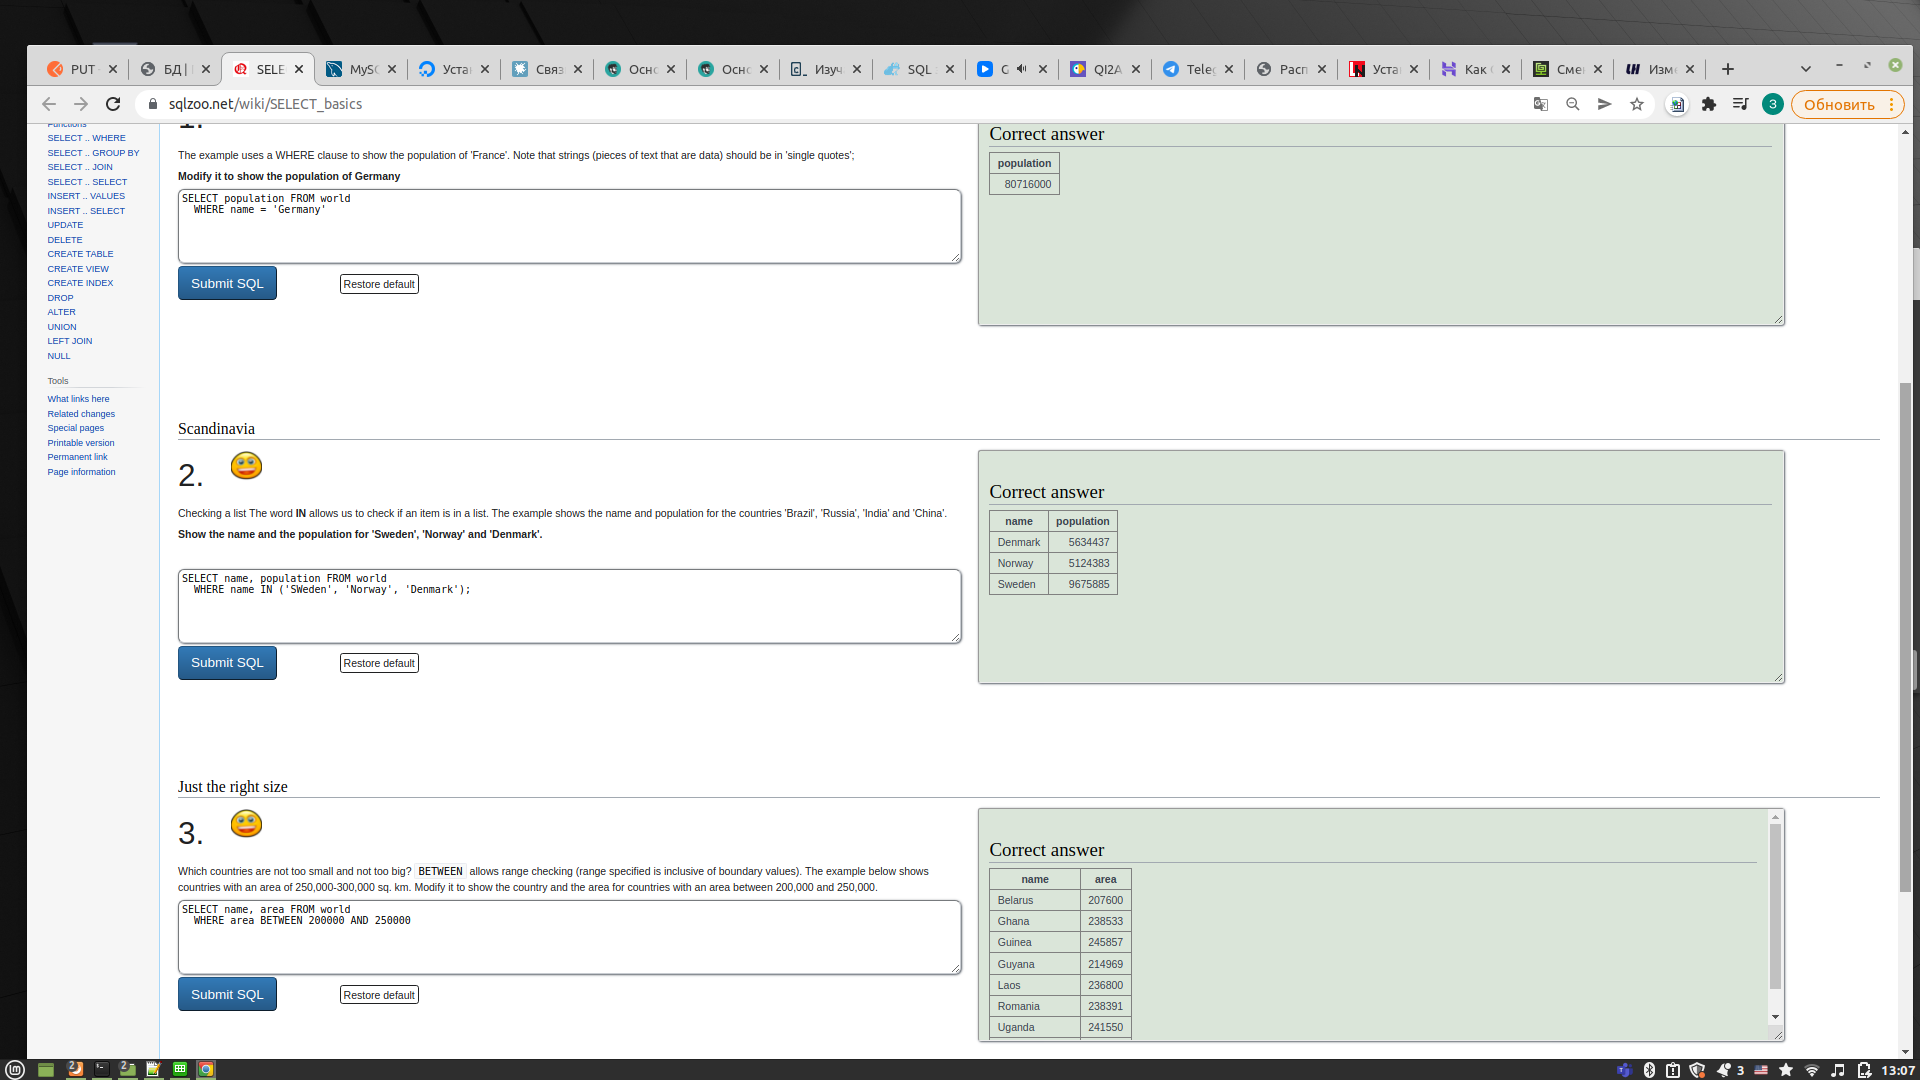 PUT
БД |
SELE
MySQ
Уста
Связ
Осно
Осно
Изуч
SQL
G
QI2A
Teleg
Расп
Уста
Как
Смен
Изме
sqlzoo.net/wiki/SELECT_basics
З
Обновить
Functions
SELECT .. WHERE
SELECT .. GROUP BY
SELECT .. JOIN
SELECT .. SELECT
INSERT .. VALUES
INSERT .. SELECT
UPDATE
DELETE
CREATE TABLE
CREATE VIEW
CREATE INDEX
DROP
ALTER
UNION
LEFT JOIN
NULL
Tools
What links here
Related changes
Special pages
Printable version
Permanent link
Page information
1.
The example uses a WHERE clause to show the population of 'France'. Note that strings (pieces of text that are data) should be in 'single quotes';
Modify it to show the population of Germany
SELECT population FROM world
WHERE name = 'Germany'
Submit SQL
Restore default
Correct answer
population
80716000
Scandinavia
2.
Checking a list The word IN allows us to check if an item is in a list. The example shows the name and population for the countries 'Brazil', 'Russia', 'India' and 'China'.
Show the name and the population for 'Sweden', 'Norway' and 'Denmark'.
SELECT name, population FROM world
WHERE name IN ('SWeden', 'Norway', 'Denmark');
Submit SQL
Restore default
Correct answer
name population
Denmark 5634437
Norway 5124383
Sweden 9675885
Just the right size
3.
Which countries are not too small and not too big? BETWEEN allows range checking (range specified is inclusive of boundary values). The example below shows
countries with an area of 250,000-300,000 sq. km. Modify it to show the country and the area for countries with an area between 200,000 and 250,000.
SELECT name, area FROM world
WHERE area BETWEEN 200000 AND 250000
Submit SQL
Restore default
Correct answer
name area
Belarus 207600
Ghana 238533
Guinea 245857
Guyana 214969
Laos 236800
Romania 238391
Uganda 241550
2
2
3
13:07